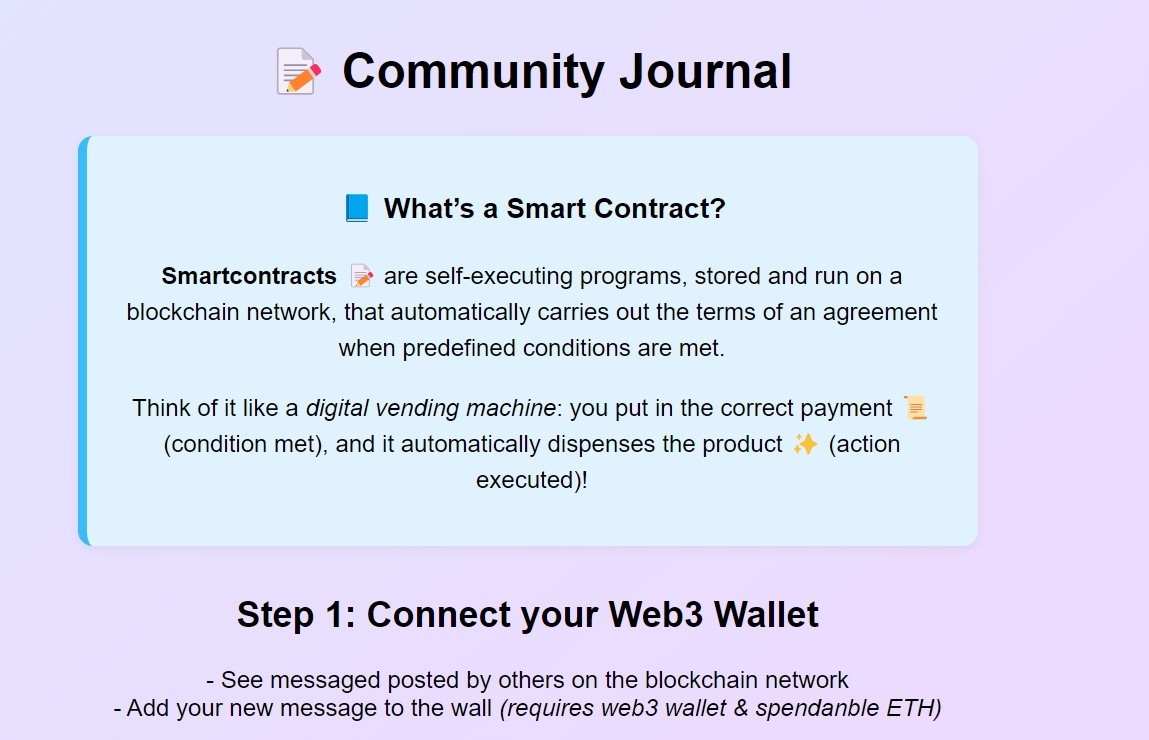 📝 Community Journal
📘 What’s a Smart Contract?
Smartcontracts 📝 are self-executing programs, stored and run on a
blockchain network, that automatically carries out the terms of an agreement
when predefined conditions are met.
Think of it like a digital vending machine: you put in the correct payment 📜
(condition met), and it automatically dispenses the product ✨ (action
executed)!
Step 1: Connect your Web3 Wallet
- See messaged posted by others on the blockchain network
- Add your new message to the wall (requires web3 wallet & spendanble ETH)